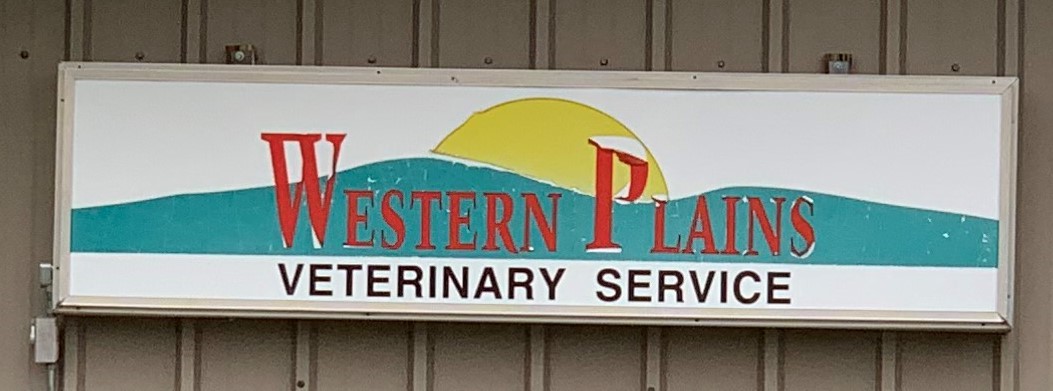 WESTERN PLAINS
VETERINARY SERVICE